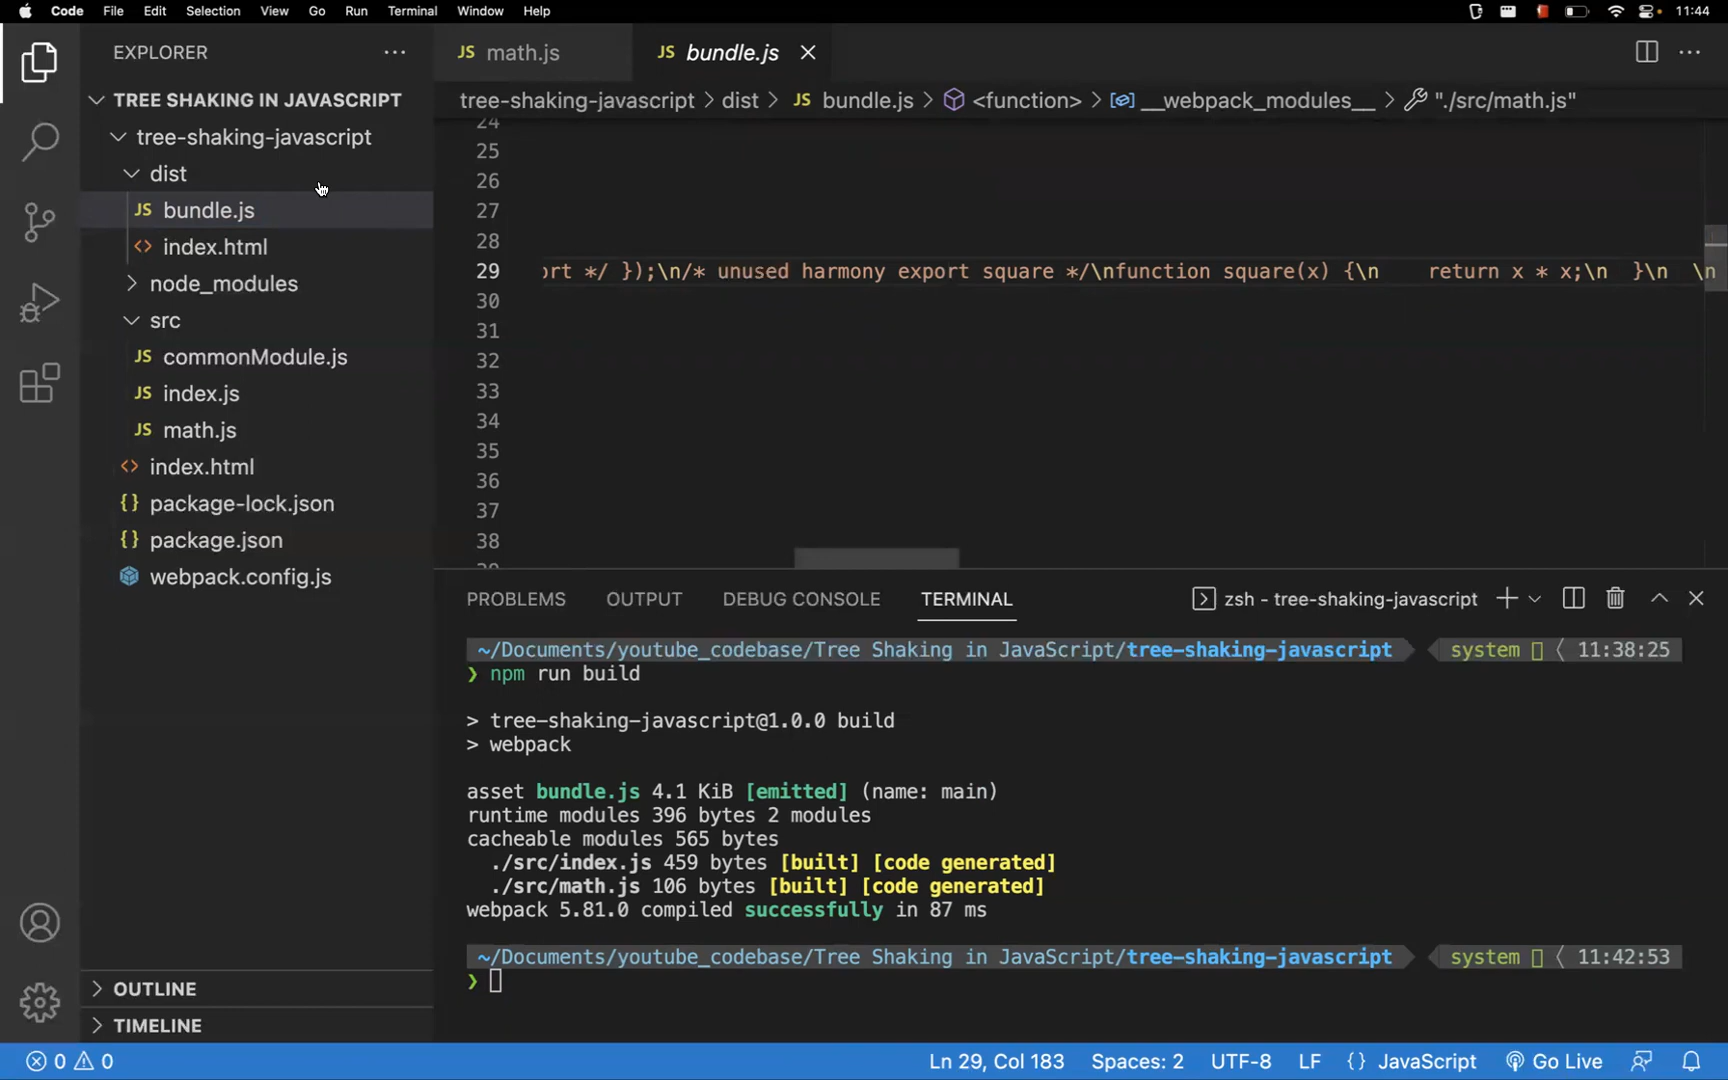 Code File Edit Selection View Go Run Terminal Window Help 11:44
EXPLORER
TREE SHAKING IN JAVASCRIPT
tree-shaking-javascript
dist
JS bundle.js
<> index.html
node_modules
src
JS commonModule.js
JS index.js
JS math.js
<> index.html
{} package-lock.json
{} package.json
webpack.config.js
OUTLINE
TIMELINE
JS math.js
JS bundle.js
tree-shaking-javascript > dist > JS bundle.js > <function> > __webpack_modules__ > "./src/math.js"
24
25
26
27
28
29 ort */ });\n/* unused harmony export square */\nfunction square(x) {\n    return x * x;\n  }\n  \n
30
31
32
33
34
35
36
37
38
PROBLEMS OUTPUT DEBUG CONSOLE TERMINAL zsh - tree-shaking-javascript
~/Documents/youtube_codebase/Tree Shaking in JavaScript/tree-shaking-javascript system 11:38:25
❯ npm run build
> tree-shaking-javascript@1.0.0 build
> webpack
asset bundle.js 4.1 KiB [emitted] (name: main)
runtime modules 396 bytes 2 modules
cacheable modules 565 bytes
./src/index.js 459 bytes [built] [code generated]
./src/math.js 106 bytes [built] [code generated]
webpack 5.81.0 compiled successfully in 87 ms
~/Documents/youtube_codebase/Tree Shaking in JavaScript/tree-shaking-javascript system 11:42:53
❯
0 0 Ln 29, Col 183 Spaces: 2 UTF-8 LF {} JavaScript Go Live